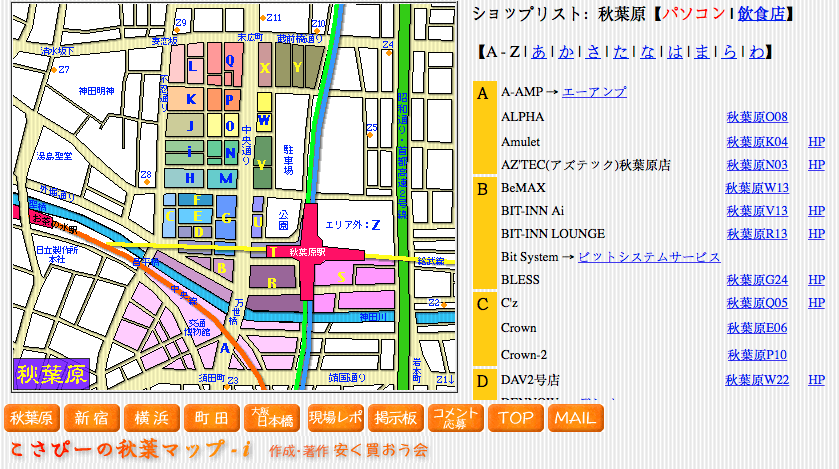 ショップリスト: 秋葉原【パソコン | 飲食店】
【A - Z | あ | か | さ | た | な | は | ま | ら | わ】
A
A-AMP → エーアンプ
ALPHA 秋葉原O08
Amulet 秋葉原K04 HP
AZ'TEC(アズテック)秋葉原店 秋葉原N03 HP
B
BeMAX 秋葉原W13
BIT-INN Ai 秋葉原V13 HP
BIT-INN LOUNGE 秋葉原R13 HP
Bit System → ビットシステムサービス
BLESS 秋葉原G24 HP
C
C'z 秋葉原Q05 HP
Crown 秋葉原E06
Crown-2 秋葉原P10
D
DAV2号店 秋葉原W22 HP
Z9
Z11
Z10
妻恋坂
末広町
蔵前橋通り
清水坂下
Z4
Z7
神田明神
L
Q
X
Y
K
P
J
O
W
i
N
V
H
M
中央通り
駐車場
Z5
昭和通り・首都高速2号線
湯島聖堂
Z8
外堀通り
聖橋
お茶の水駅
F
C
E
D
G
U
公園
エリア外：Z
日立製作所
本社
T
秋葉原駅
総武線
昌平橋
B
R
S
中央線
万世橋
Z2
神田川
交通
博物館
A
須田町
Z3
靖国通り
岩本町
Z1
秋葉原
秋葉原
新宿
横浜
町田
大阪
日本橋
現場レポ
掲示板
コメント
応募
TOP
MAIL
こさぴーの秋葉マップ - i 作成・著作 安く買おう会